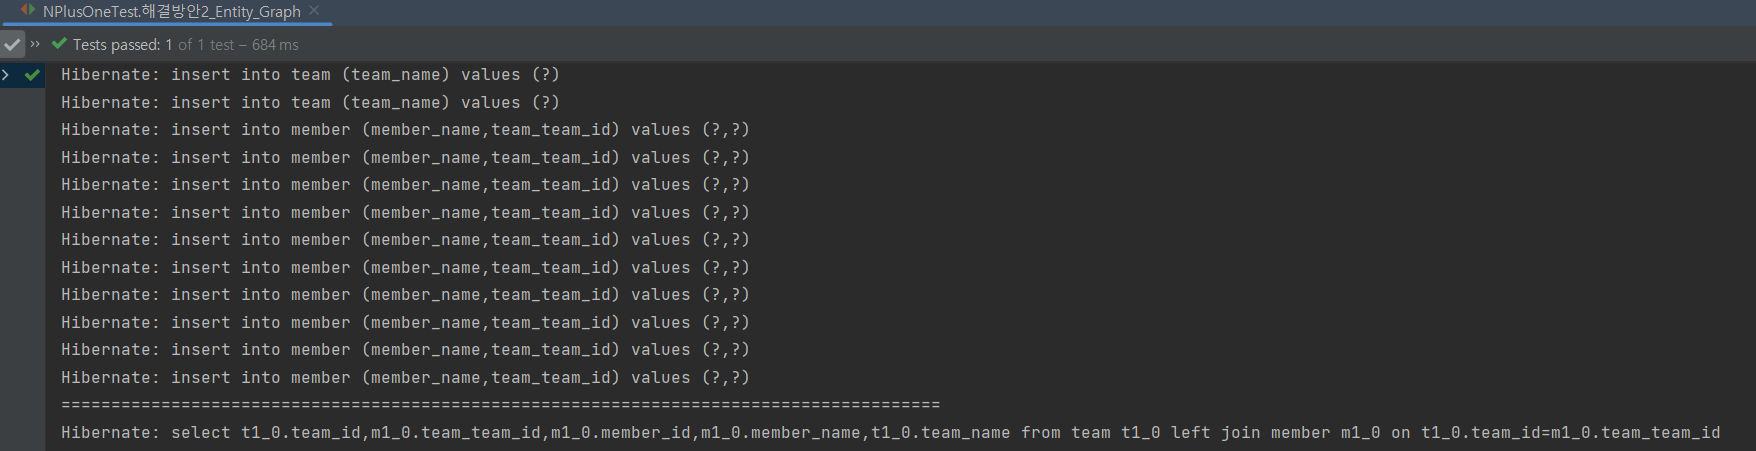 NPlusOneTest.해결방안2_Entity_Graph ×
>> Tests passed: 1 of 1 test – 684 ms
Hibernate: insert into team (team_name) values (?)
Hibernate: insert into team (team_name) values (?)
Hibernate: insert into member (member_name,team_team_id) values (?,?)
Hibernate: insert into member (member_name,team_team_id) values (?,?)
Hibernate: insert into member (member_name,team_team_id) values (?,?)
Hibernate: insert into member (member_name,team_team_id) values (?,?)
Hibernate: insert into member (member_name,team_team_id) values (?,?)
Hibernate: insert into member (member_name,team_team_id) values (?,?)
Hibernate: insert into member (member_name,team_team_id) values (?,?)
Hibernate: insert into member (member_name,team_team_id) values (?,?)
Hibernate: insert into member (member_name,team_team_id) values (?,?)
Hibernate: insert into member (member_name,team_team_id) values (?,?)
========================================================================================
Hibernate: select t1_0.team_id,m1_0.team_team_id,m1_0.member_id,m1_0.member_name,t1_0.team_name from team t1_0 left join member m1_0 on t1_0.team_id=m1_0.team_team_id